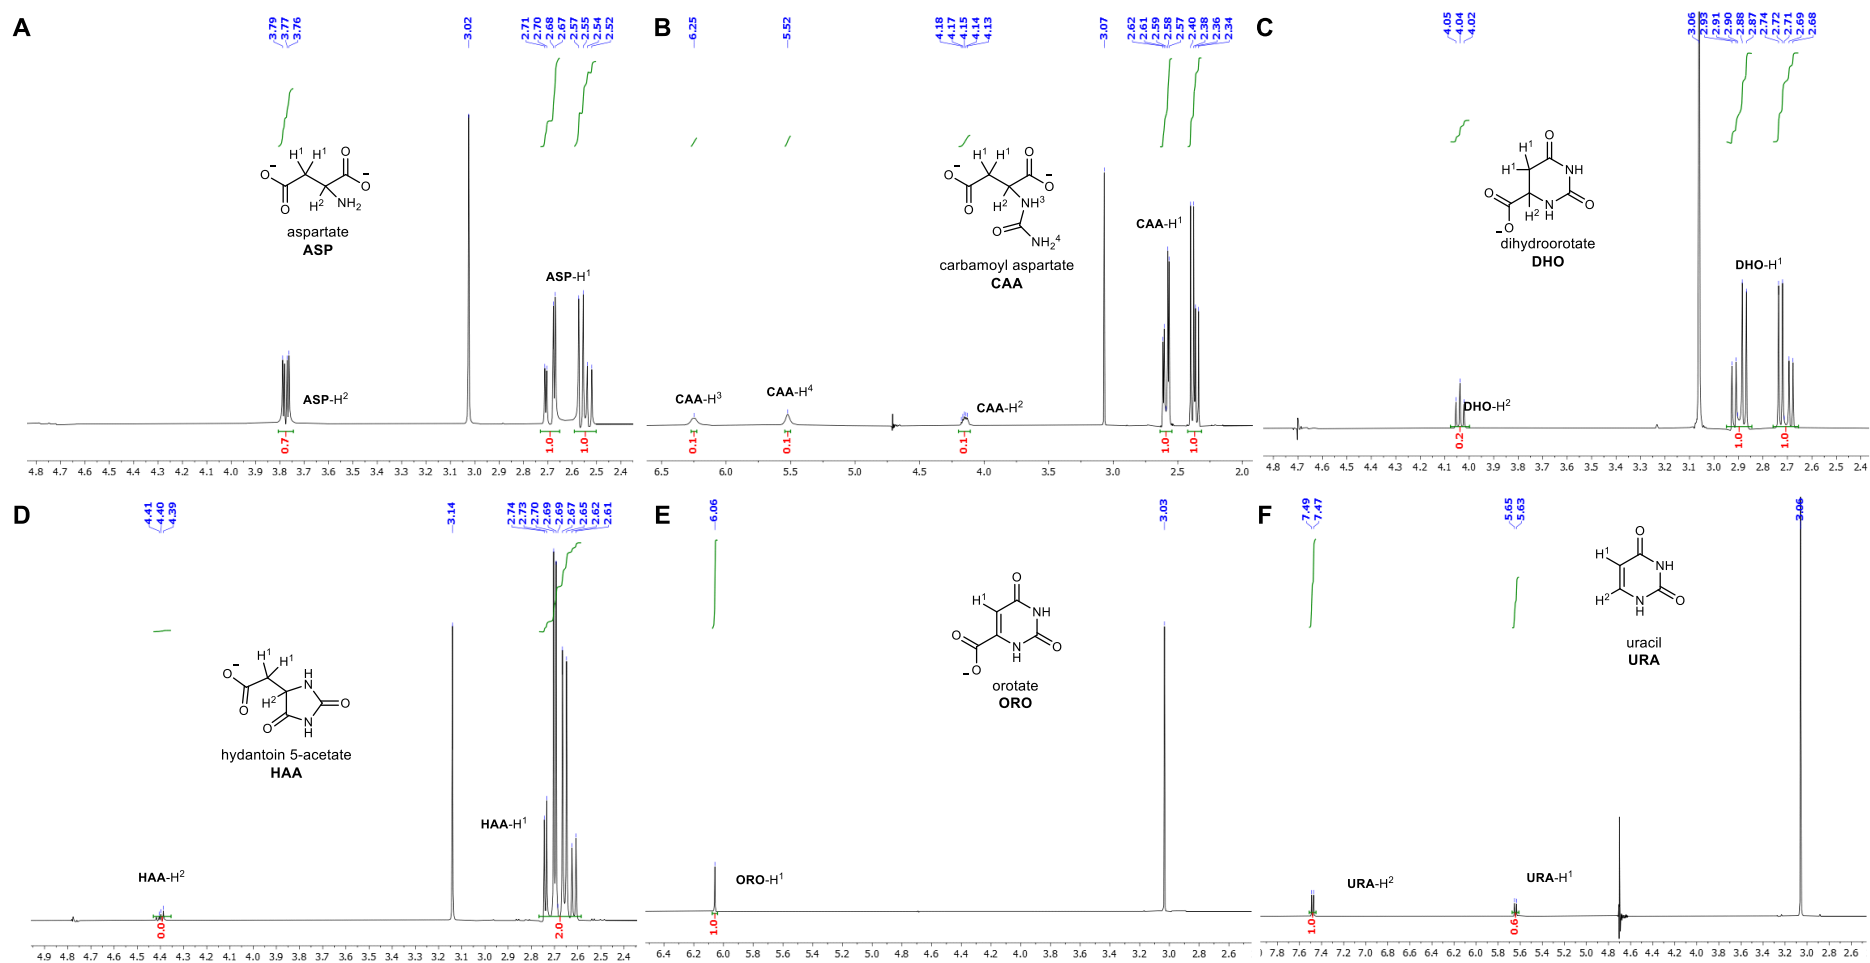 A
3.79
3.77
3.76
3.02
2.71
2.70
2.68
2.67
2.57
2.55
2.54
2.52
H1 H1 O
O− O−
O H2 NH2
aspartate
ASP
ASP-H1
ASP-H2
0.7
1.0
1.0
4.8 4.7 4.6 4.5 4.4 4.3 4.2 4.1 4.0 3.9 3.8 3.7 3.6 3.5 3.4 3.3 3.2 3.1 3.0 2.9 2.8 2.7 2.6 2.5 2.4
B
6.25
5.52
4.18
4.17
4.15
4.14
4.13
3.07
2.62
2.61
2.59
2.58
2.57
2.40
2.38
2.36
2.34
H1 H1 O
O− O−
O H2 NH3
O
NH24
carbamoyl aspartate
CAA
CAA-H1
CAA-H3
CAA-H4
CAA-H2
0.1
0.1
0.1
1.0
1.0
6.5 6.0 5.5 5.0 4.5 4.0 3.5 3.0 2.5 2.0
C
4.05
4.04
4.02
3.06
2.93
2.91
2.90
2.88
2.87
2.74
2.72
2.71
2.69
2.68
H1 O
H1 NH
O H2 N H O
−O
dihydroorotate
DHO
DHO-H1
DHO-H2
0.2
1.0
1.0
4.8 4.7 4.6 4.5 4.4 4.3 4.2 4.1 4.0 3.9 3.8 3.7 3.6 3.5 3.4 3.3 3.2 3.1 3.0 2.9 2.8 2.7 2.6 2.5 2.4
D
4.41
4.40
4.39
3.14
2.74
2.73
2.70
2.69
2.69
2.67
2.65
2.62
2.61
H1 H1
O− H N
O H2 O
O N H
hydantoin 5-acetate
HAA
HAA-H1
HAA-H2
0.0
2.0
4.9 4.8 4.7 4.6 4.5 4.4 4.3 4.2 4.1 4.0 3.9 3.8 3.7 3.6 3.5 3.4 3.3 3.2 3.1 3.0 2.9 2.8 2.7 2.6 2.5 2.4
E
6.06
3.03
H1 O
NH
O N H O
−O
orotate
ORO
ORO-H1
1.0
6.4 6.2 6.0 5.8 5.6 5.4 5.2 5.0 4.8 4.6 4.4 4.2 4.0 3.8 3.6 3.4 3.2 3.0 2.8 2.6 2.4
F
7.49
7.47
5.65
5.63
3.06
H1 O
NH
H2 N H O
uracil
URA
URA-H2
URA-H1
1.0
0.6
7.8 7.6 7.4 7.2 7.0 6.8 6.6 6.4 6.2 6.0 5.8 5.6 5.4 5.2 5.0 4.8 4.6 4.4 4.2 4.0 3.8 3.6 3.4 3.2 3.0 2.8 2.6